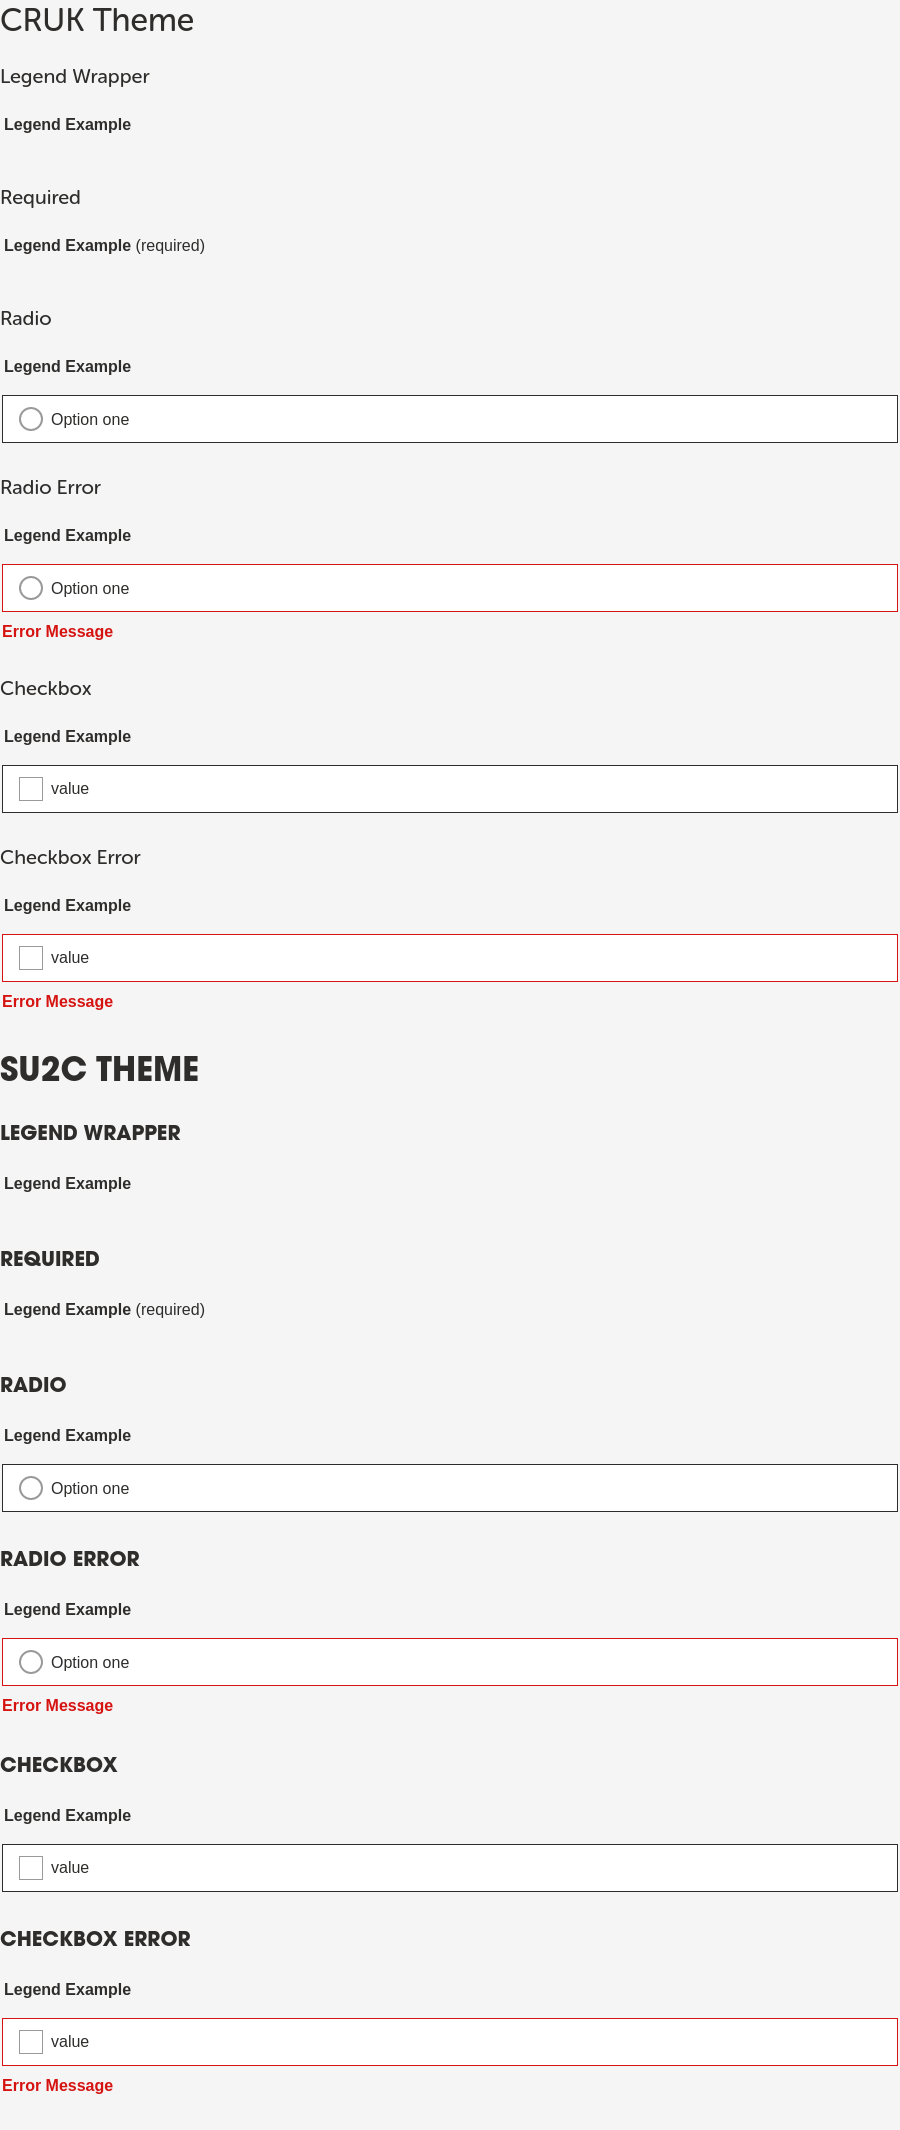 CRUK Theme
Legend Wrapper
Legend Example
Required
Legend Example (required)
Radio
Legend Example
Option one
Radio Error
Legend Example
Option one
Error Message
Checkbox
Legend Example
value
Checkbox Error
Legend Example
value
Error Message
SU2C THEME
LEGEND WRAPPER
Legend Example
REQUIRED
Legend Example (required)
RADIO
Legend Example
Option one
RADIO ERROR
Legend Example
Option one
Error Message
CHECKBOX
Legend Example
value
CHECKBOX ERROR
Legend Example
value
Error Message